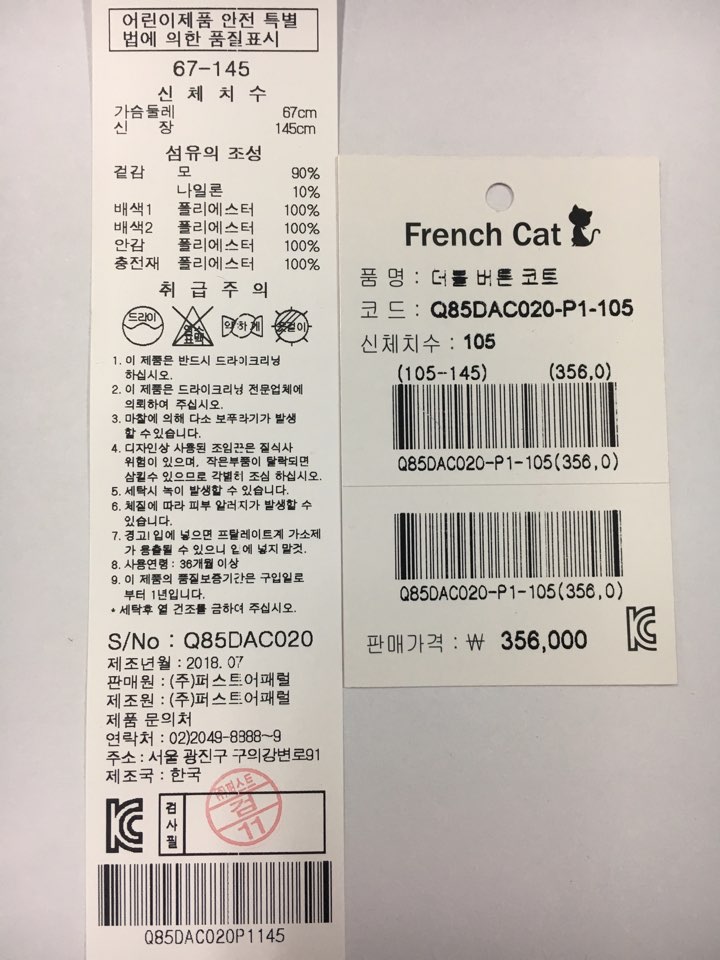 어린이제품 안전 특별
법에 의한 품질표시
67-145
신 체 치 수
가슴둘레 67cm
신 장 145cm
섬유의 조성
겉감 모 90%
나일론 10%
배색1 폴리에스터 100%
배색2 폴리에스터 100%
안감 폴리에스터 100%
충전재 폴리에스터 100%
취 급 주 의
드라이 염소표백 약하게 옷걸이
1. 이 제품은 반드시 드라이크리닝
하십시오.
2. 이 제품은 드라이크리닝 전문업체에
의뢰하여 주십시오.
3. 마찰에 의해 다소 보푸라기가 발생
할 수 있습니다.
4. 디자인상 사용된 조임끈은 질식사
위험이 있으며, 작은부품이 탈락되면
삼킬수 있으므로 각별히 조심 하십시오.
5. 세탁시 녹이 발생할 수 있습니다.
6. 체질에 따라 피부 알러지가 발생할 수
있습니다.
7. 경고! 입에 넣으면 프탈레이트계 가소제
가 용출될 수 있으니 입에 넣지 말것.
8. 사용연령 : 36개월 이상
9. 이 제품의 품질보증기간은 구입일로
부터 1년입니다.
* 세탁후 열 건조를 금하여 주십시오.
S/No : Q85DAC020
제조년월 : 2018. 07
판매원 : (주)퍼스트어패럴
제조원 : (주)퍼스트어패럴
제품 문의처
연락처 : 02)2049-8888~9
주소 : 서울 광진구 구의강변로91
제조국 : 한국
검사필
㈜퍼스트
검
11
Q85DAC020P1145
French Cat
품 명 : 더블 버튼 코트
코 드 : Q85DAC020-P1-105
신체치수 : 105
(105-145) (356,0)
Q85DAC020-P1-105(356,0)
Q85DAC020-P1-105(356,0)
판매가격 : ₩ 356,000